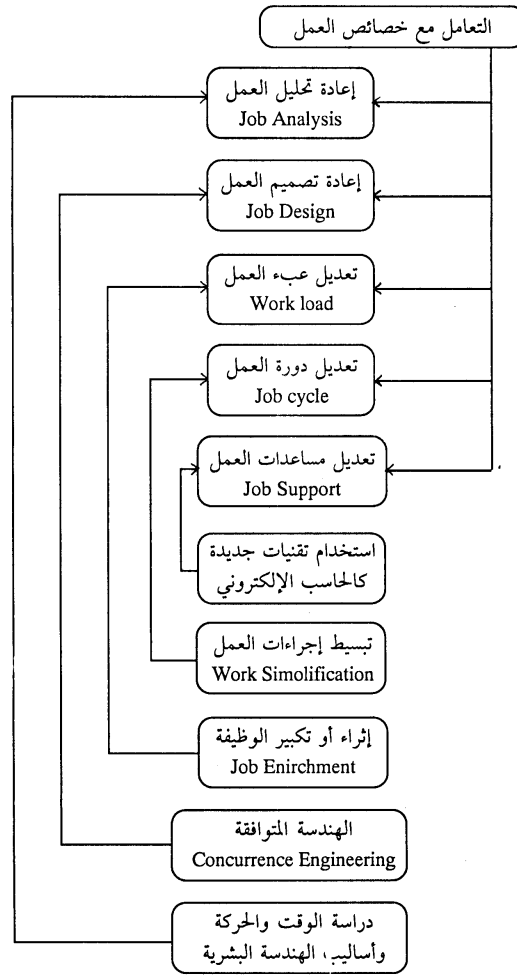 التعامل مع خصائص العمل
إعادة تحليل العمل
Job Analysis
إعادة تصميم العمل
Job Design
تعديل عبء العمل
Work load
تعديل دورة العمل
Job cycle
تعديل مساعدات العمل
Job Support
استخدام تقنيات جديدة
كالحاسب الإلكتروني
تبسيط إجراءات العمل
Work Simolification
إثراء أو تكبير الوظيفة
Job Enirchment
الهندسة المتوافقة
Concurrence Engineering
دراسة الوقت والحركة
وأساليب الهندسة البشرية